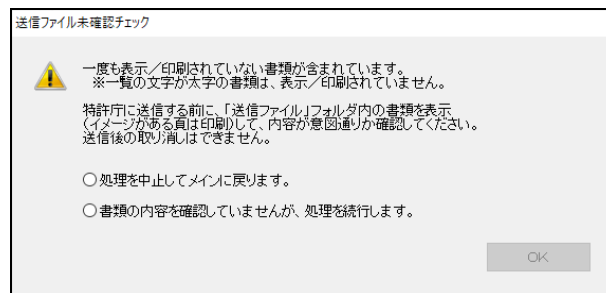 送信ファイル未確認チェック
一度も表示／印刷されていない書類が含まれています。
※一覧の文字が太字の書類は、表示／印刷されていません。
特許庁に送信する前に、「送信ファイル」フォルダ内の書類を表示
(イメージがある頁は印刷)して、内容が意図通りか確認してください。
送信後の取り消しはできません。
処理を中止してメインに戻ります。
書類の内容を確認していませんが、処理を続行します。
OK